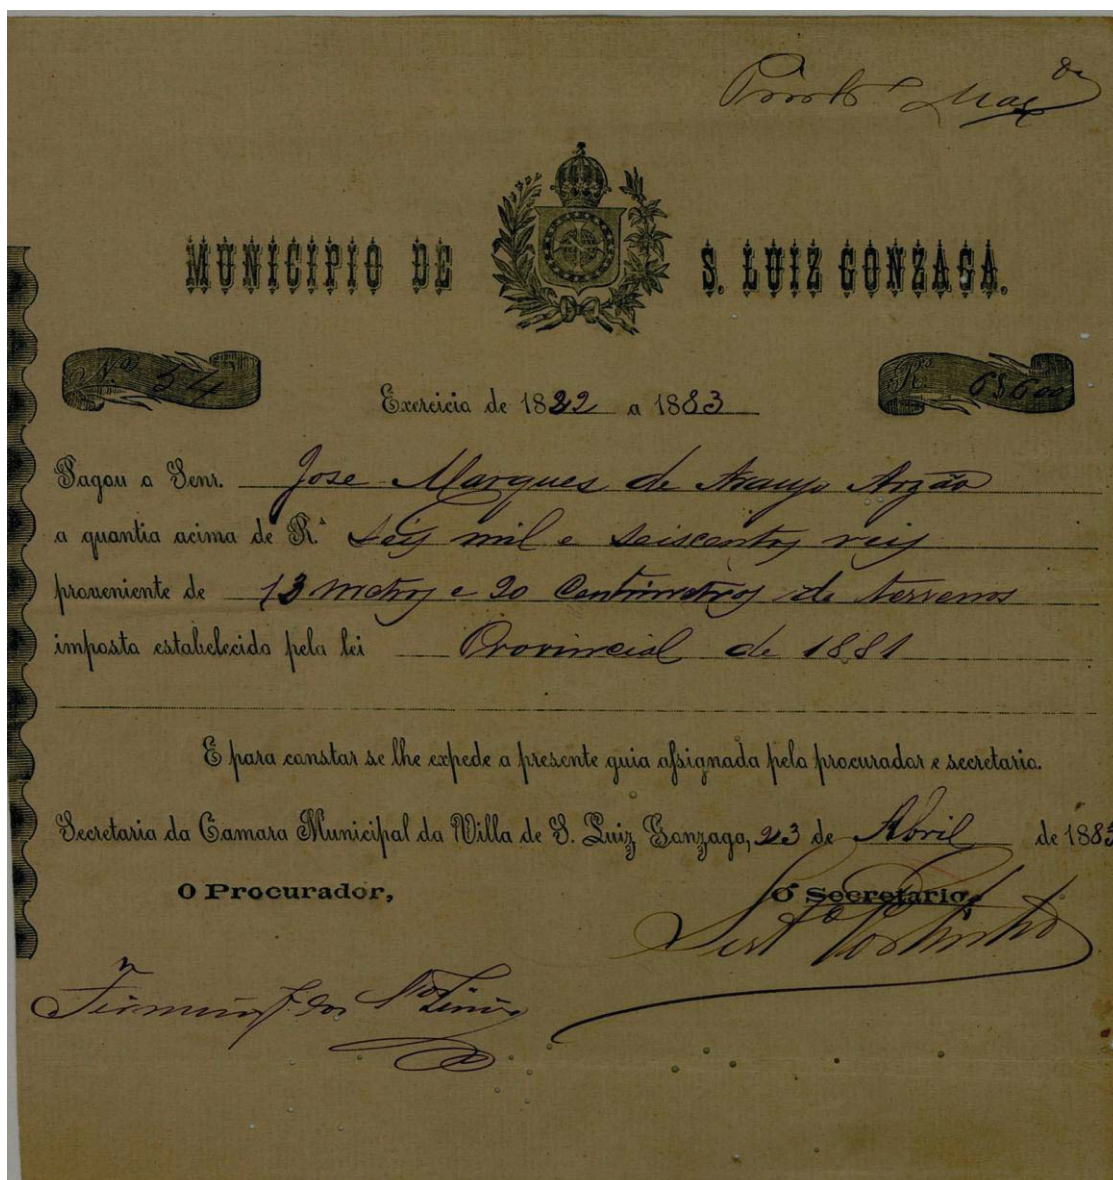 MUNICIPIO DE S. LUIZ GONZAGA.
Nº 54
R.s 6$600
Exercicio de 1882 a 1883
Pagou o Senr. Jose Marques de Araujo Aragão
a quantia acima de R.s Seis mil e Seiscentos reis
proveniente de 13 metros e 20 Centimetros de terrenos
imposto estabelecido pela lei Provincial de 1881
E para constar se lhe expede a presente guia assignada pelo procurador e secretario.
Secretaria da Camara Municipal da Villa de S. Luiz Gonzaga, 23 de Abril de 1883
O Procurador,
O Secretario,